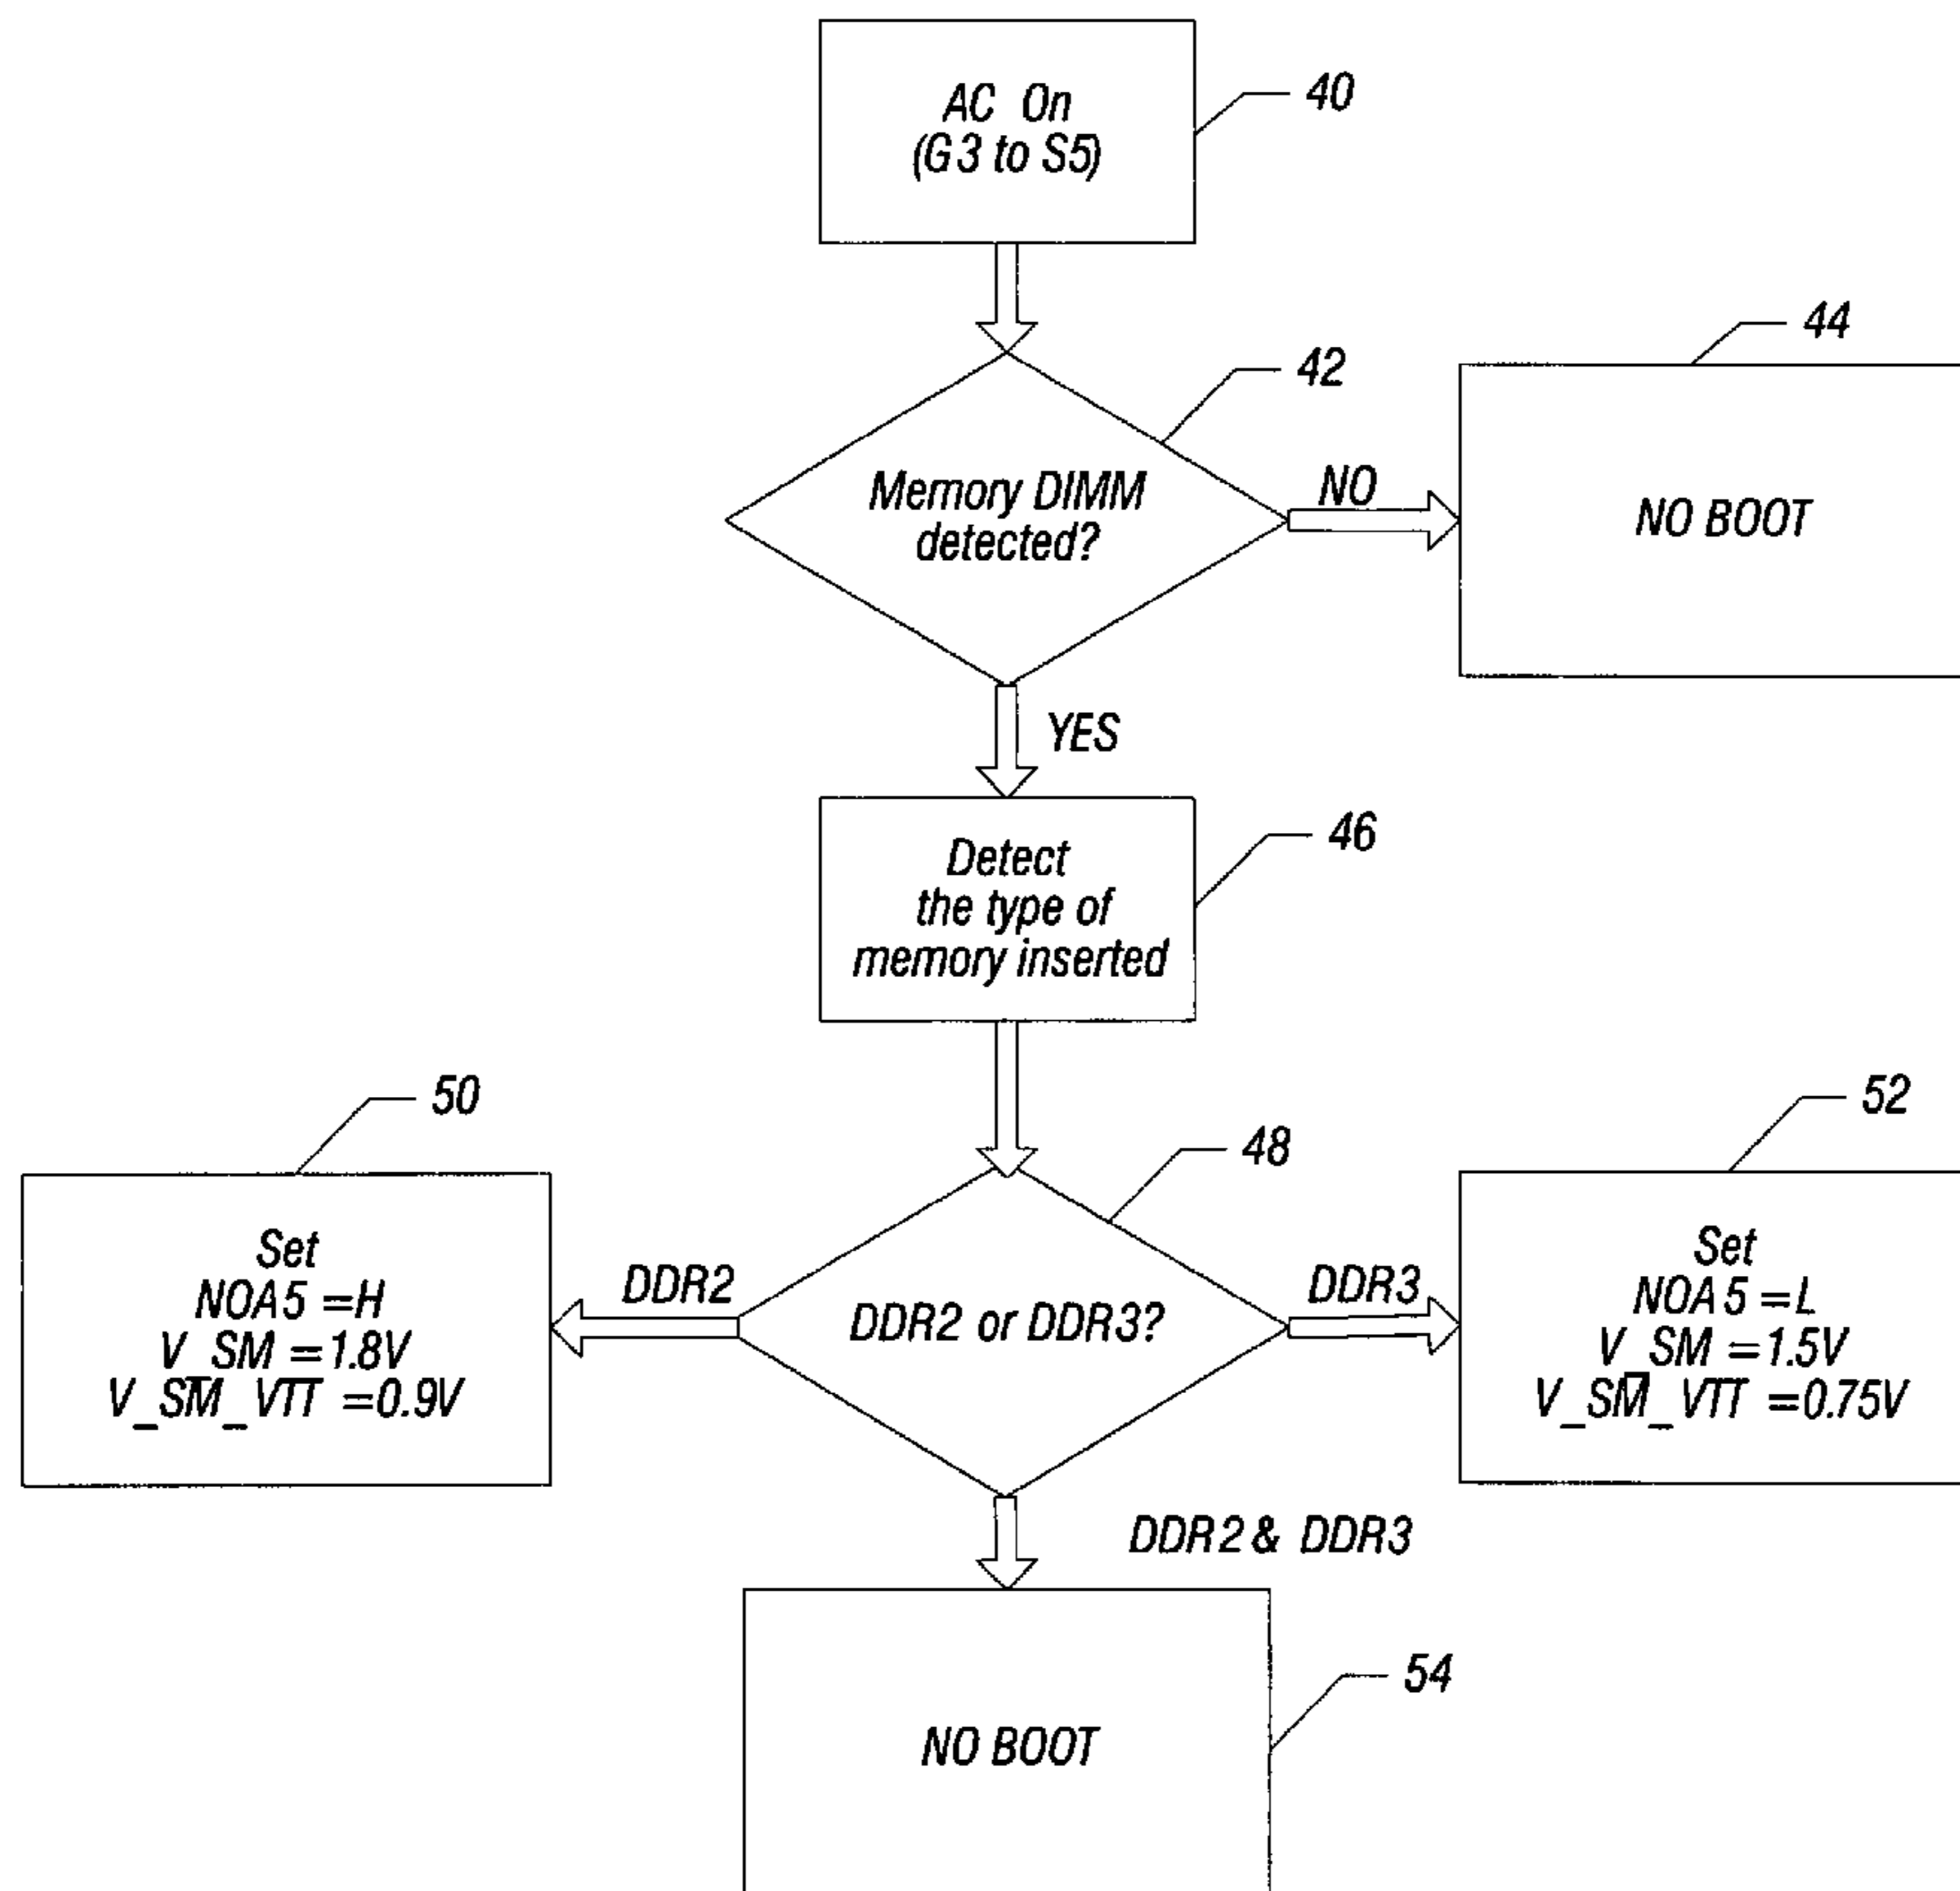 AC On
(G3 to S5)
40
42
44
Memory DIMM
detected?
NO
NO BOOT
YES
Detect
the type of
memory inserted
46
50
48
52
Set
NOA5 =H
V_SM =1.8V
V_SM_VTT =0.9V
DDR2
DDR2 or DDR3?
DDR3
Set
NOA5 =L
V_SM =1.5V
V_SM_VTT =0.75V
DDR2 & DDR3
NO BOOT
54